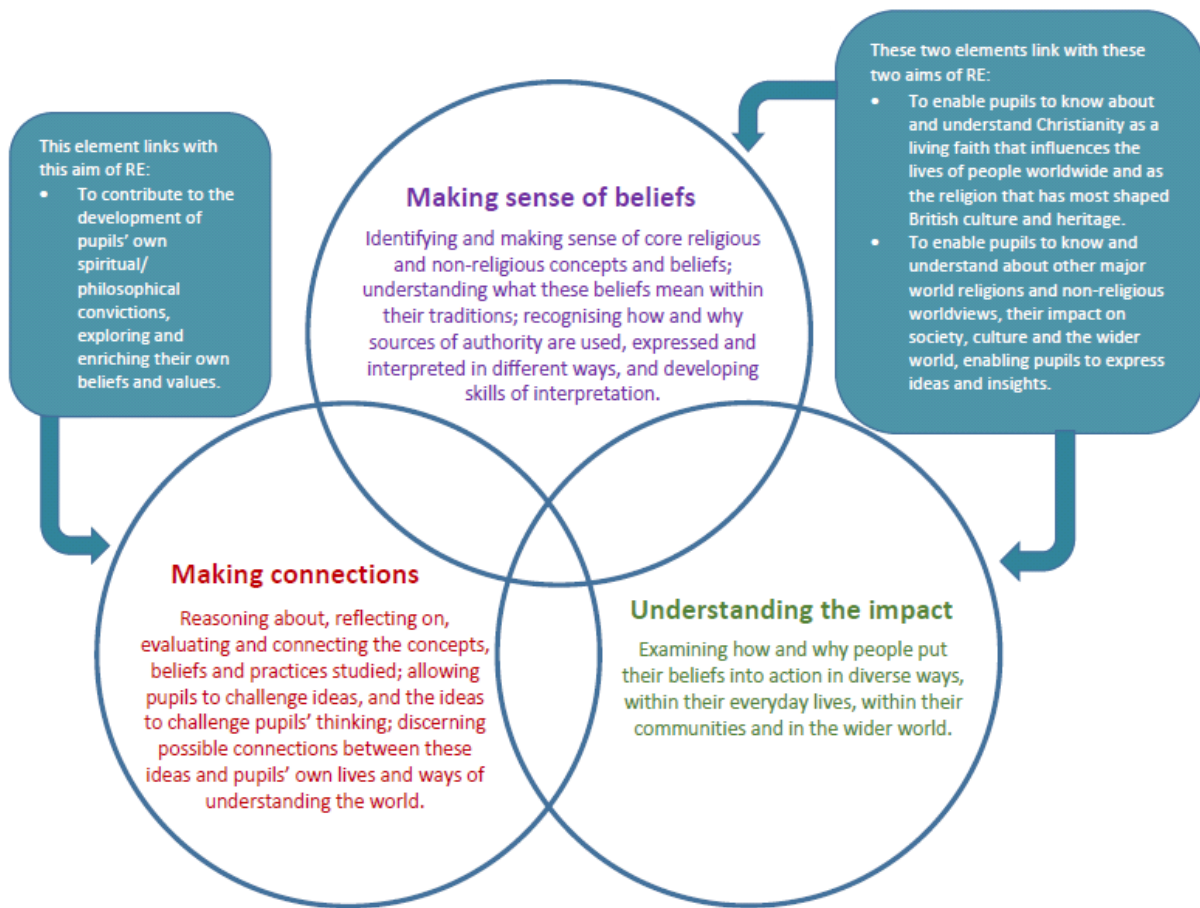 This element links with
this aim of RE:
• To contribute to the
development of
pupils' own
spiritual/
philosophical
convictions,
exploring and
enriching their own
beliefs and values.
These two elements link with these
two aims of RE:
• To enable pupils to know about
and understand Christianity as a
living faith that influences the
lives of people worldwide and as
the religion that has most shaped
British culture and heritage.
• To enable pupils to know and
understand about other major
world religions and non-religious
worldviews, their impact on
society, culture and the wider
world, enabling pupils to express
ideas and insights.
Making sense of beliefs
Identifying and making sense of core religious
and non-religious concepts and beliefs;
understanding what these beliefs mean within
their traditions; recognising how and why
sources of authority are used, expressed and
interpreted in different ways, and developing
skills of interpretation.
Making connections
Reasoning about, reflecting on,
evaluating and connecting the concepts,
beliefs and practices studied; allowing
pupils to challenge ideas, and the ideas
to challenge pupils' thinking; discerning
possible connections between these
ideas and pupils' own lives and ways of
understanding the world.
Understanding the impact
Examining how and why people put
their beliefs into action in diverse ways,
within their everyday lives, within their
communities and in the wider world.